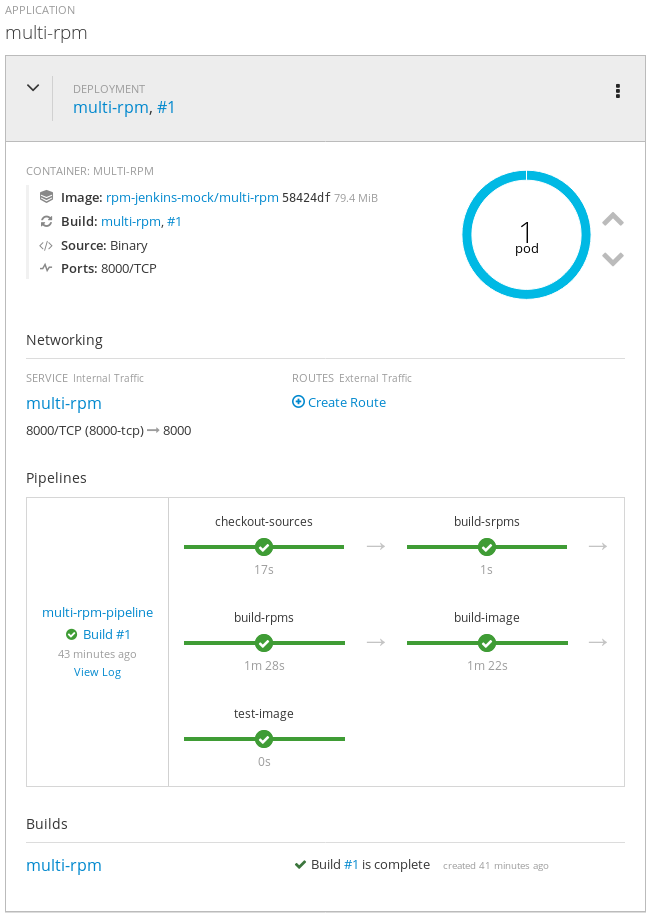 APPLICATION
multi-rpm
DEPLOYMENT
multi-rpm, #1
CONTAINER: MULTI-RPM
Image: rpm-jenkins-mock/multi-rpm 58424df 79.4 MiB
Build: multi-rpm, #1
</> Source: Binary
Ports: 8000/TCP
1
pod
Networking
SERVICE Internal Traffic
multi-rpm
8000/TCP (8000-tcp) → 8000
ROUTES External Traffic
Create Route
Pipelines
multi-rpm-pipeline
Build #1
43 minutes ago
View Log
checkout-sources → build-srpms →
17s 1s
build-rpms → build-image →
1m 28s 1m 22s
test-image
0s
Builds
multi-rpm Build #1 is complete created 41 minutes ago